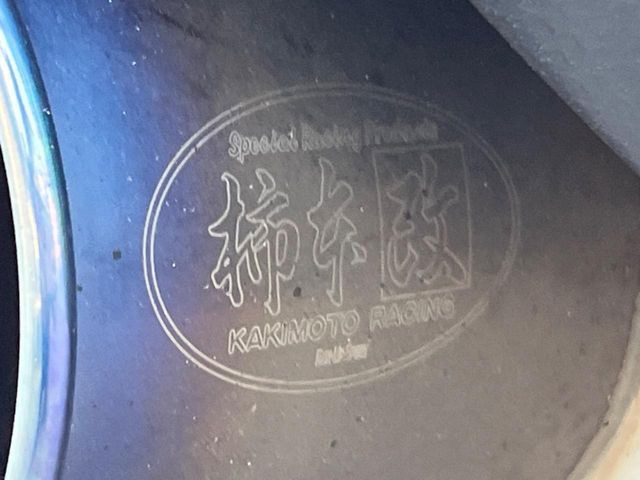 Special Racing Products
柿本改
KAKIMOTO RACING